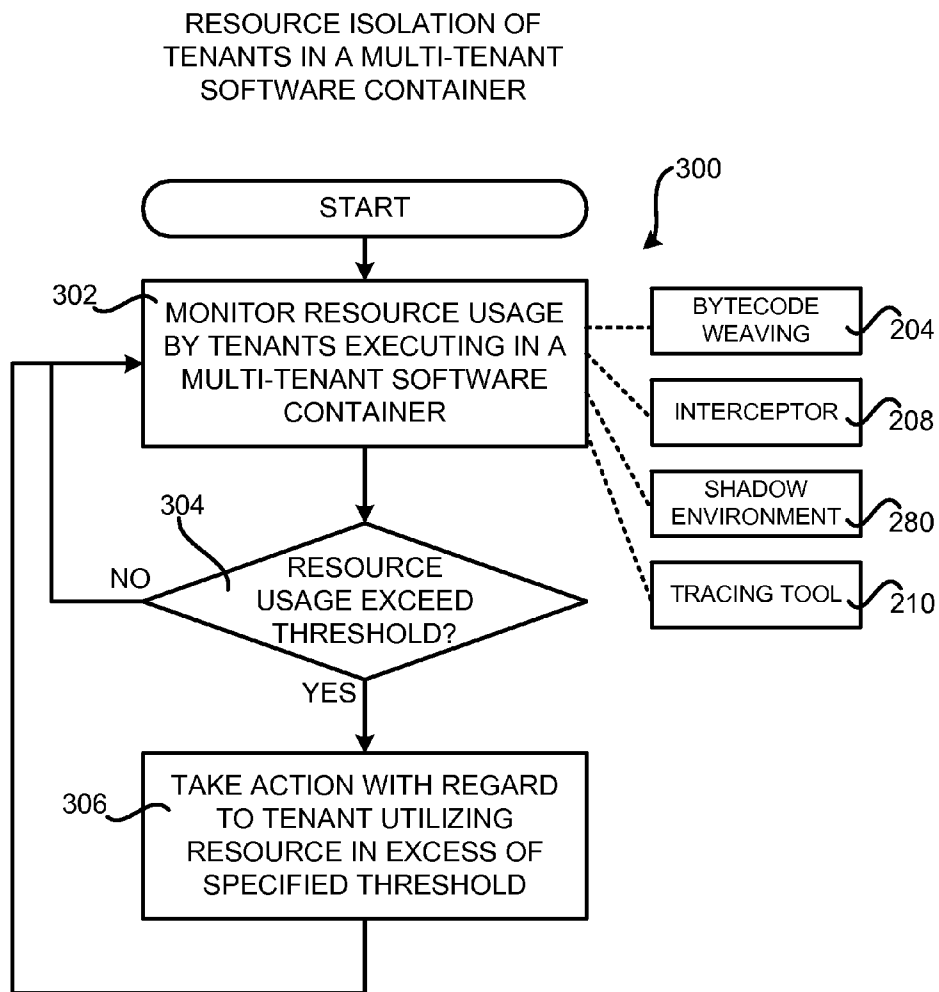 RESOURCE ISOLATION OF
TENANTS IN A MULTI-TENANT
SOFTWARE CONTAINER
300
START
302
MONITOR RESOURCE USAGE
BY TENANTS EXECUTING IN A
MULTI-TENANT SOFTWARE
CONTAINER
BYTECODE
WEAVING
204
INTERCEPTOR
208
SHADOW
ENVIRONMENT
280
TRACING TOOL
210
304
NO
RESOURCE
USAGE EXCEED
THRESHOLD?
YES
306
TAKE ACTION WITH REGARD
TO TENANT UTILIZING
RESOURCE IN EXCESS OF
SPECIFIED THRESHOLD